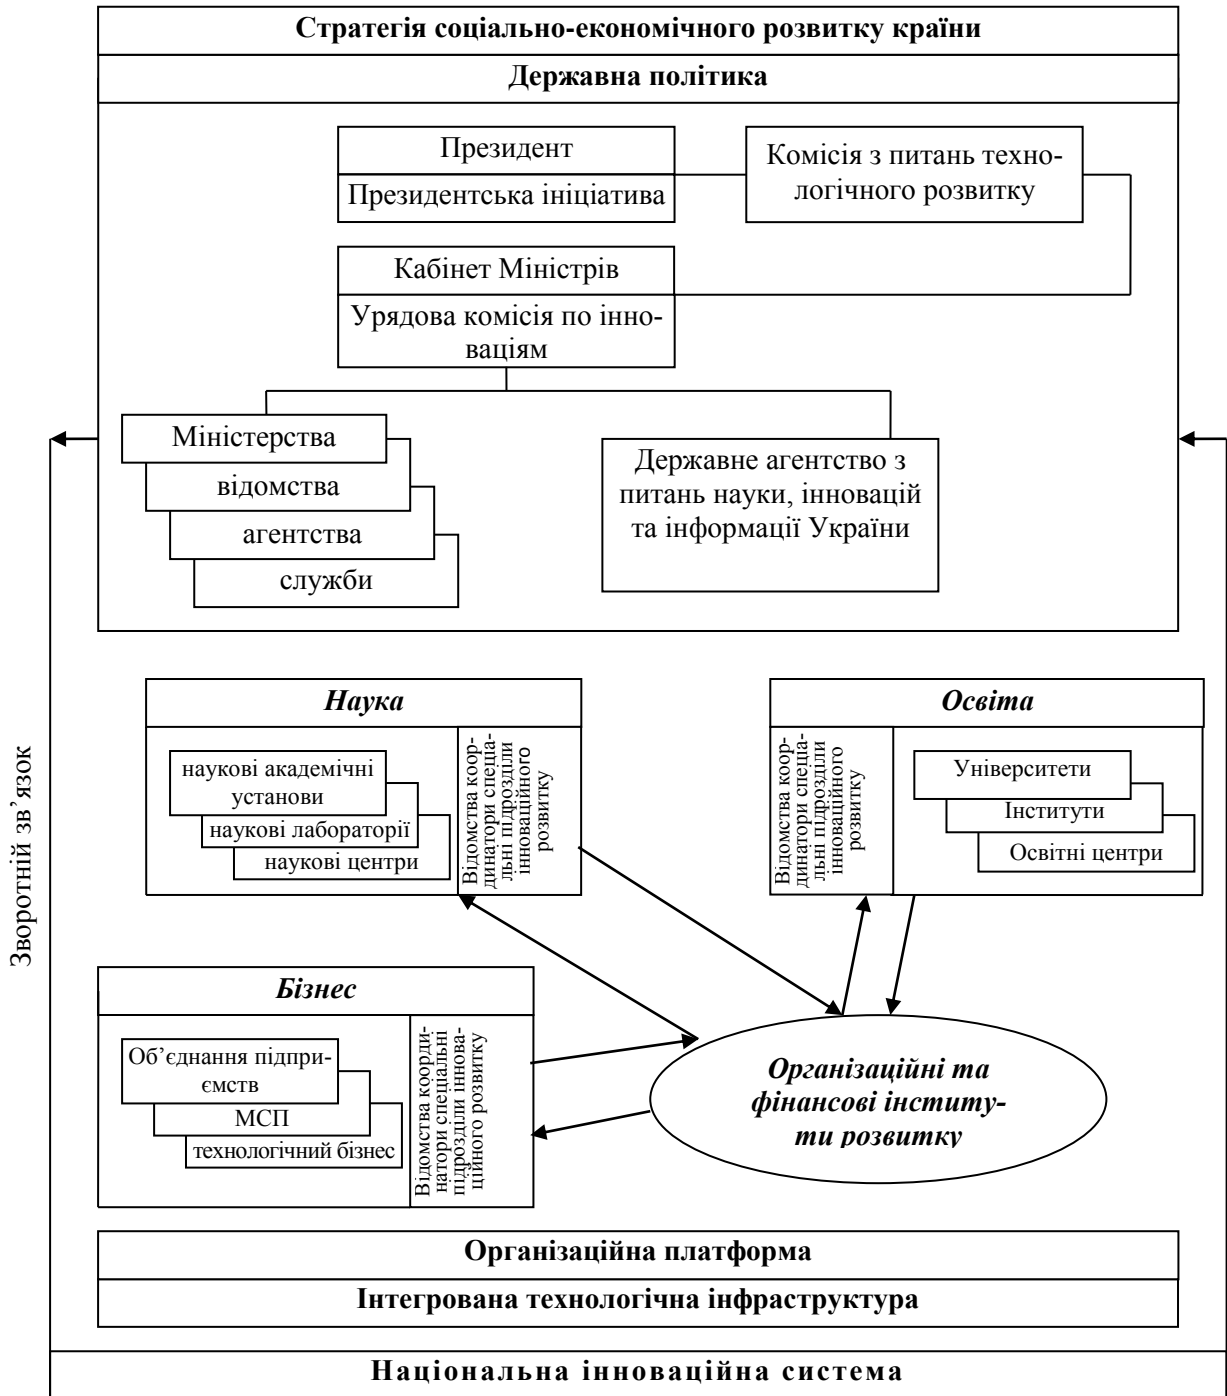 Стратегія соціально-економічного розвитку країни
Державна політика
Президент
Президентська ініціатива
Комісія з питань техно-
логічного розвитку
Кабінет Міністрів
Урядова комісія по інно-
ваціям
Міністерства
відомства
агентства
служби
Державне агентство з
питань науки, інновацій
та інформації України
Зворотній зв’язок
Наука
наукові академічні
установи
наукові лабораторії
наукові центри
Відомства коор-
динатори спеціа-
льні підрозділи
інноваційного
розвитку
Освіта
Відомства коор-
динатори спеціа-
льні підрозділи
інноваційного
розвитку
Університети
Інститути
Освітні центри
Бізнес
Об’єднання підпри-
ємств
МСП
технологічний бізнес
Відомства коорди-
натори спеціальні
підрозділи іннова-
ційного розвитку
Організаційні та
фінансові інститу-
ти розвитку
Організаційна платформа
Інтегрована технологічна інфраструктура
Національна інноваційна система